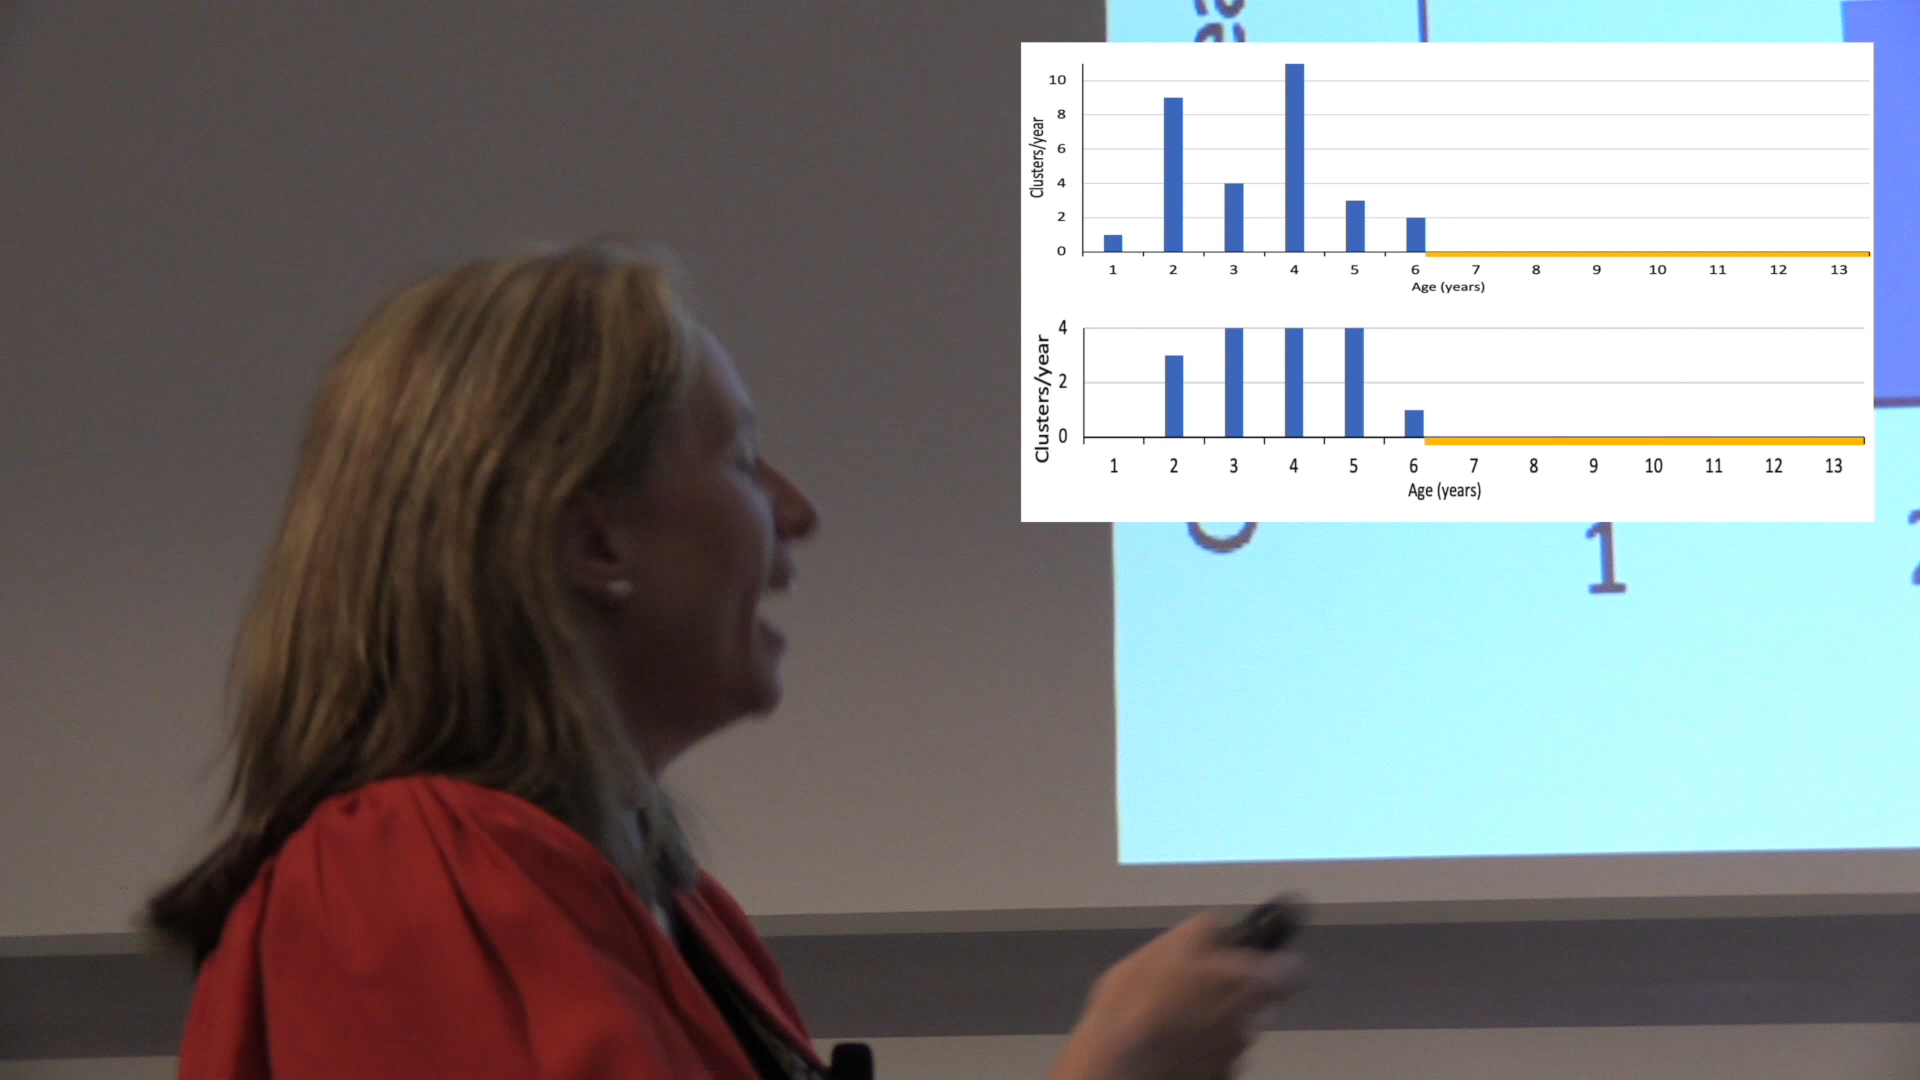 10
8
6
4
2
0
Clusters/year
1 2 3 4 5 6 7 8 9 10 11 12 13
Age (years)
4
2
0
Clusters/year
1 2 3 4 5 6 7 8 9 10 11 12 13
Age (years)
1